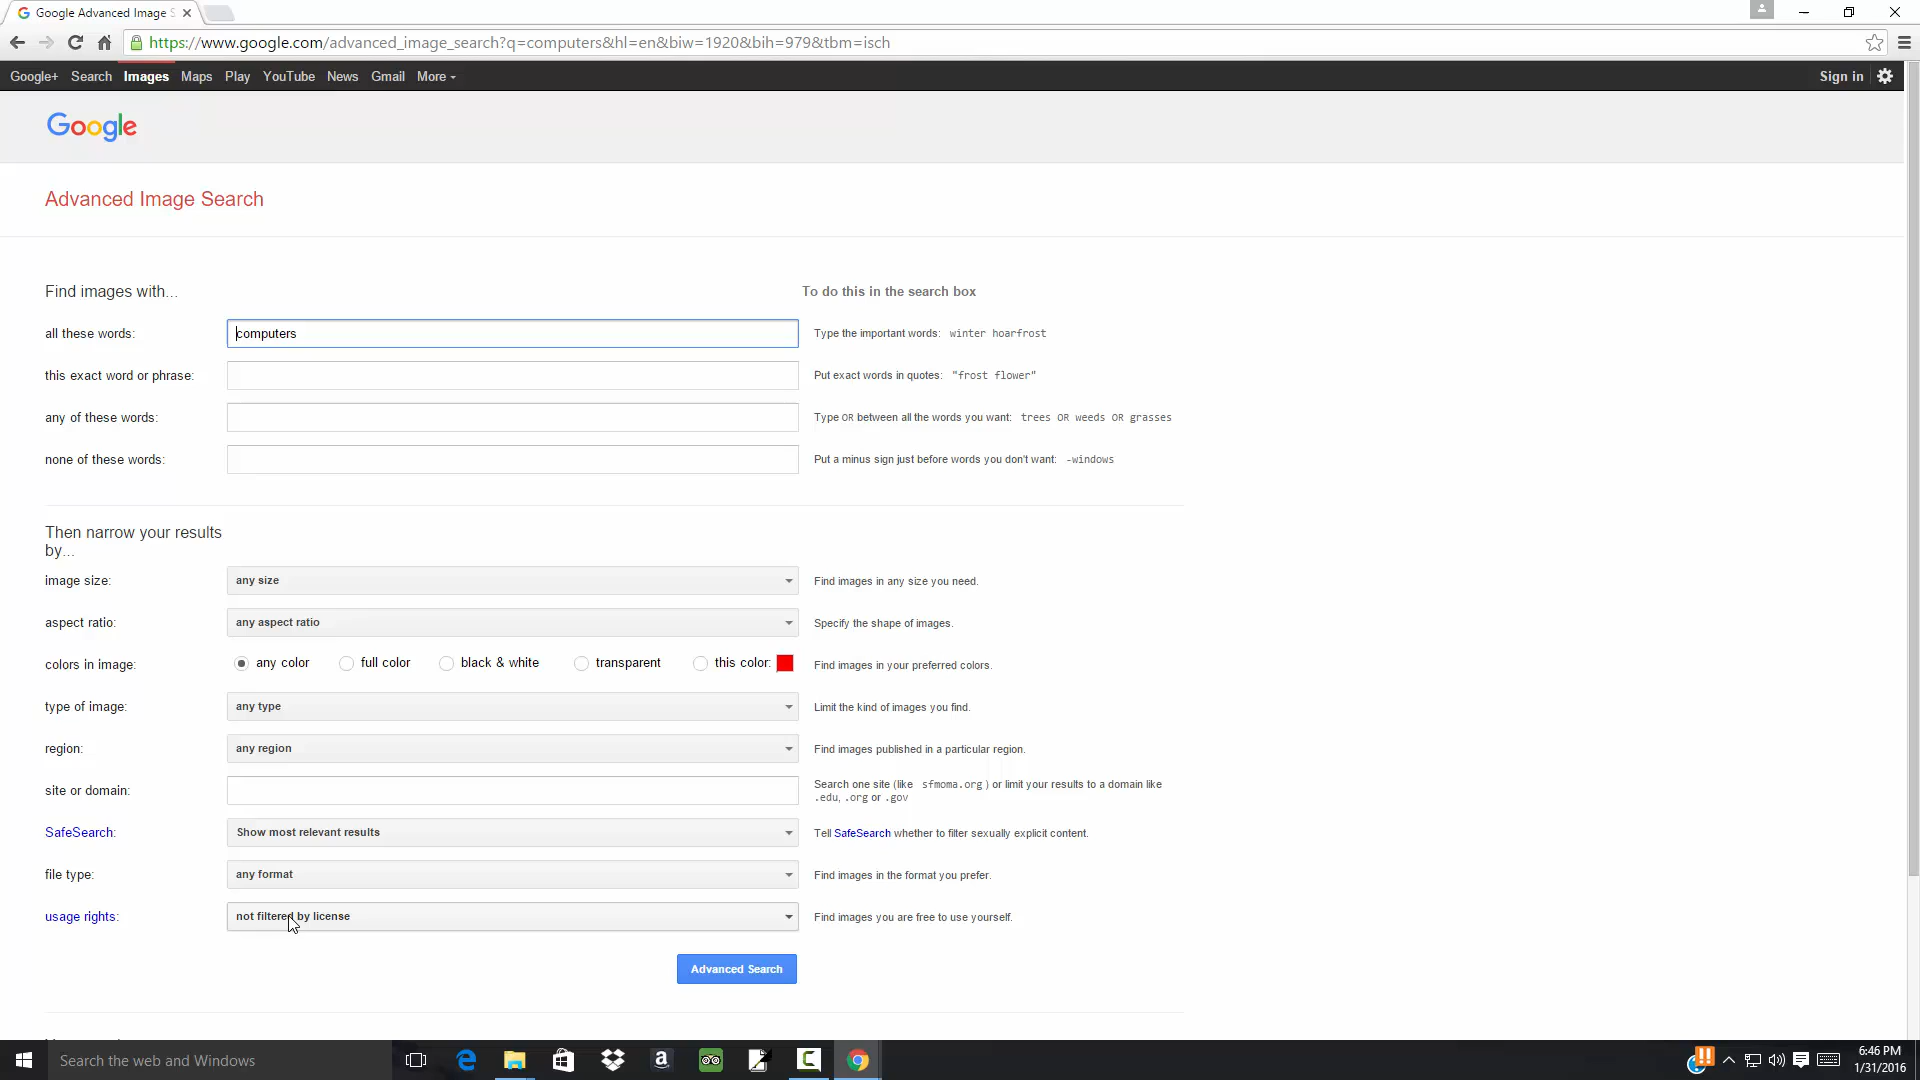 Google Advanced Image S
https://www.google.com/advanced_image_search?q=computers&hl=en&biw=1920&bih=979&tbm=isch
Google+ Search Images Maps Play YouTube News Gmail More Sign in
Google
Advanced Image Search
Find images with... To do this in the search box
all these words: computers Type the important words: winter hoarfrost
this exact word or phrase: Put exact words in quotes: "frost flower"
any of these words: Type OR between all the words you want: trees OR weeds OR grasses
none of these words: Put a minus sign just before words you don't want: -windows
Then narrow your results
by...
image size: any size Find images in any size you need.
aspect ratio: any aspect ratio Specify the shape of images.
colors in image: any color full color black & white transparent this color: Find images in your preferred colors.
type of image: any type Limit the kind of images you find.
region: any region Find images published in a particular region.
site or domain: Search one site (like sfmoma.org ) or limit your results to a domain like
.edu, .org or .gov
SafeSearch: Show most relevant results Tell SafeSearch whether to filter sexually explicit content.
file type: any format Find images in the format you prefer.
usage rights: not filtered by license Find images you are free to use yourself.
Advanced Search
Search the web and Windows
6:46 PM
1/31/2016